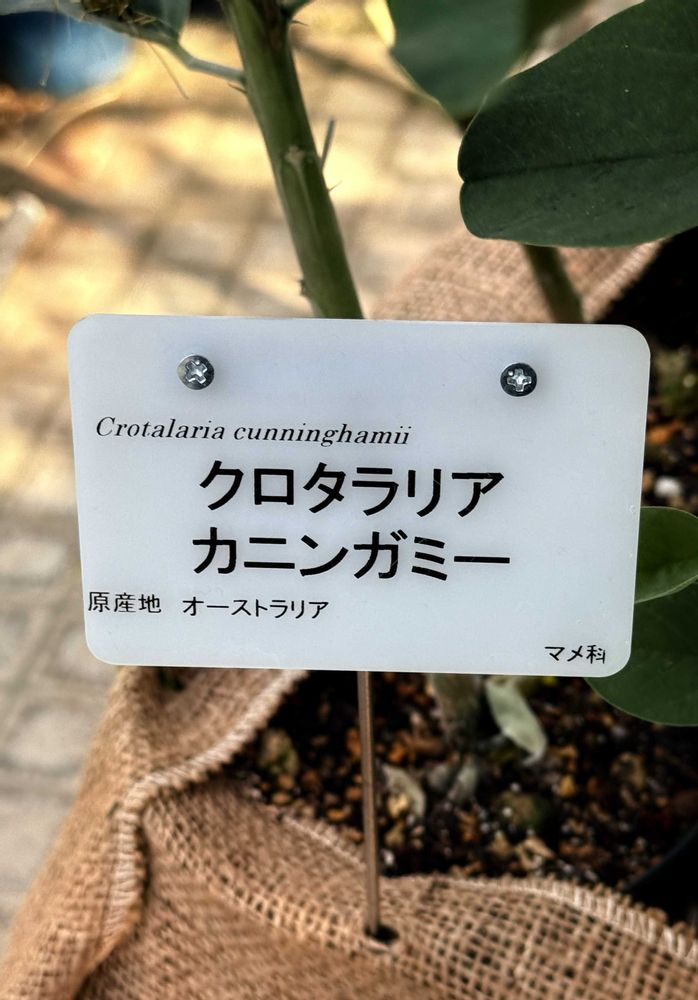 Crotalaria cunninghamii
クロタラリア
カニンガミー
原産地 オーストラリア
マメ科